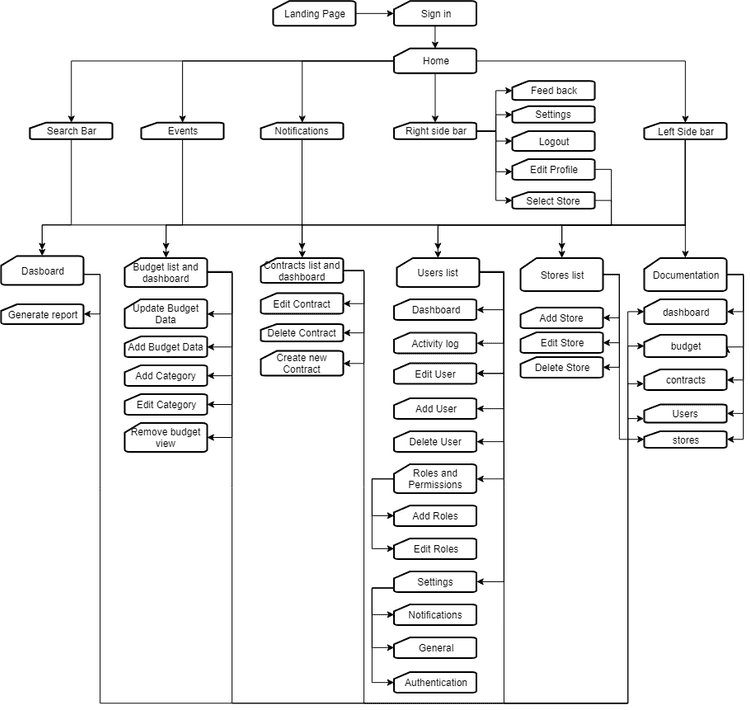 Landing Page
Sign in
Home
Search Bar
Events
Notifications
Right side bar
Left Side bar
Feed back
Settings
Logout
Edit Profile
Select Store
Dasboard
Generate report
Budget list and
dashboard
Update Budget
Data
Add Budget Data
Add Category
Edit Category
Remove budget
view
Contracts list and
dashboard
Edit Contract
Delete Contract
Create new
Contract
Users list
Dashboard
Activity log
Edit User
Add User
Delete User
Roles and
Permissions
Add Roles
Edit Roles
Settings
Notifications
General
Authentication
Stores list
Add Store
Edit Store
Delete Store
Documentation
dashboard
budget
contracts
Users
stores